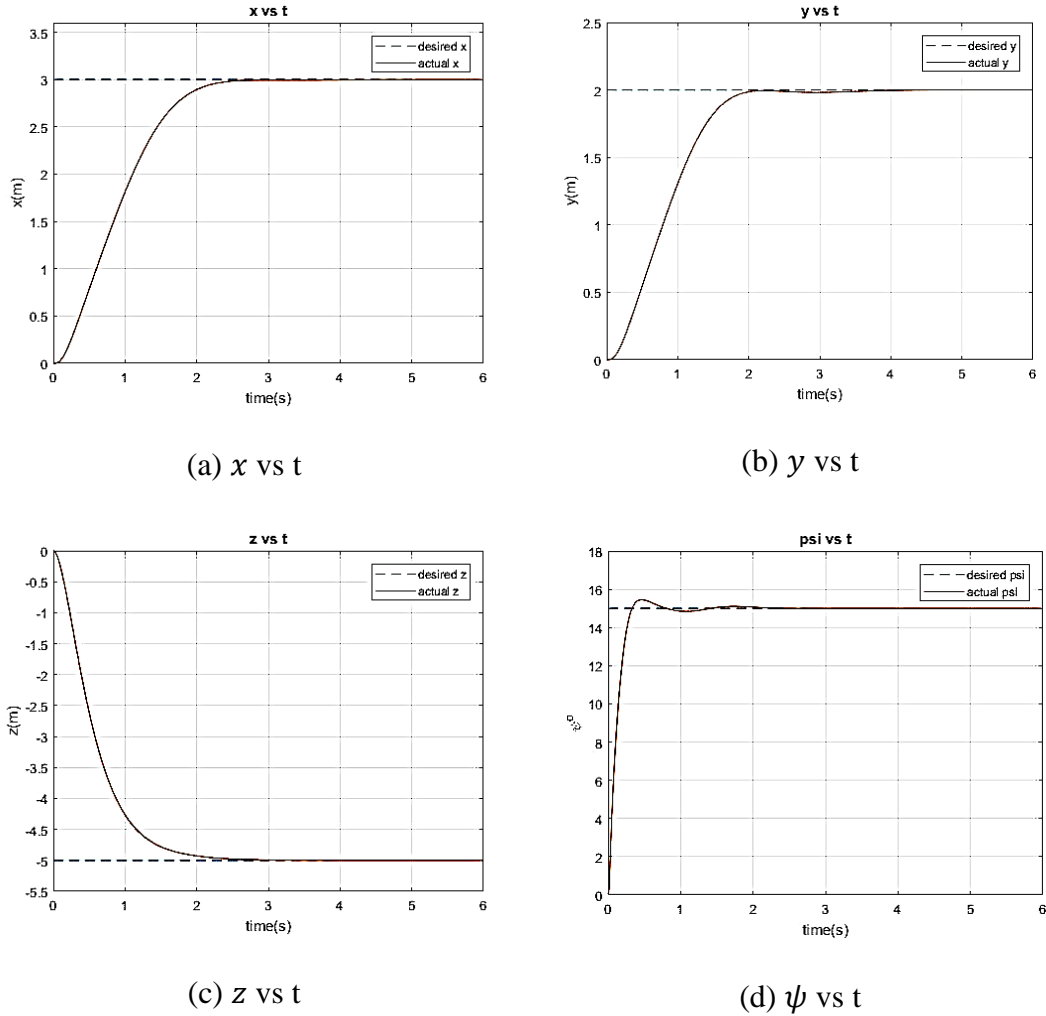 x vs t
3.5
3
2.5
2
1.5
1
0.5
0
x(m)
desired x
actual x
0 1 2 3 4 5 6
time(s)
(a) 𝑥 vs t
y vs t
2.5
2
1.5
1
0.5
0
y(m)
desired y
actual y
0 1 2 3 4 5 6
time(s)
(b) 𝑦 vs t
z vs t
0
-0.5
-1
-1.5
-2
-2.5
-3
-3.5
-4
-4.5
-5
-5.5
z(m)
desired z
actual z
0 1 2 3 4 5 6
time(s)
(c) 𝑧 vs t
psi vs t
18
16
14
12
10
8
6
4
2
0
desired psi
actual psi
0 1 2 3 4 5 6
time(s)
(d) 𝜓 vs t